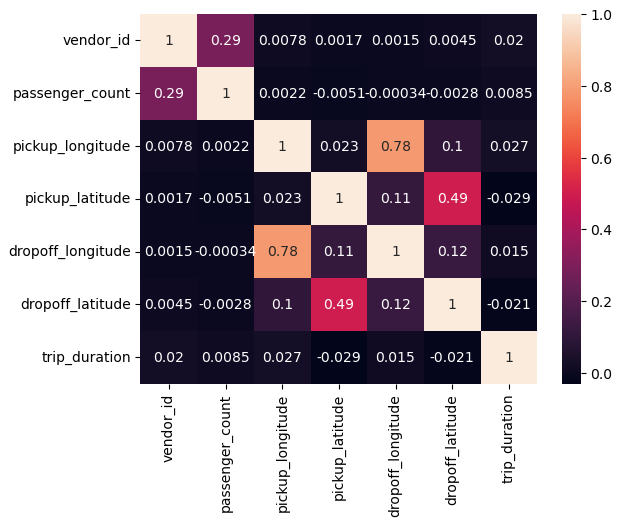 vendor_id 1 0.29 0.0078 0.0017 0.0015 0.0045 0.02
passenger_count 0.29 1 0.0022 -0.0051 -0.00034 -0.0028 0.0085
pickup_longitude 0.0078 0.0022 1 0.023 0.78 0.1 0.027
pickup_latitude 0.0017 -0.0051 0.023 1 0.11 0.49 -0.029
dropoff_longitude 0.0015 -0.00034 0.78 0.11 1 0.12 0.015
dropoff_latitude 0.0045 -0.0028 0.1 0.49 0.12 1 -0.021
trip_duration 0.02 0.0085 0.027 -0.029 0.015 -0.021 1
vendor_id
passenger_count
pickup_longitude
pickup_latitude
dropoff_longitude
dropoff_latitude
trip_duration
1.0
0.8
0.6
0.4
0.2
0.0